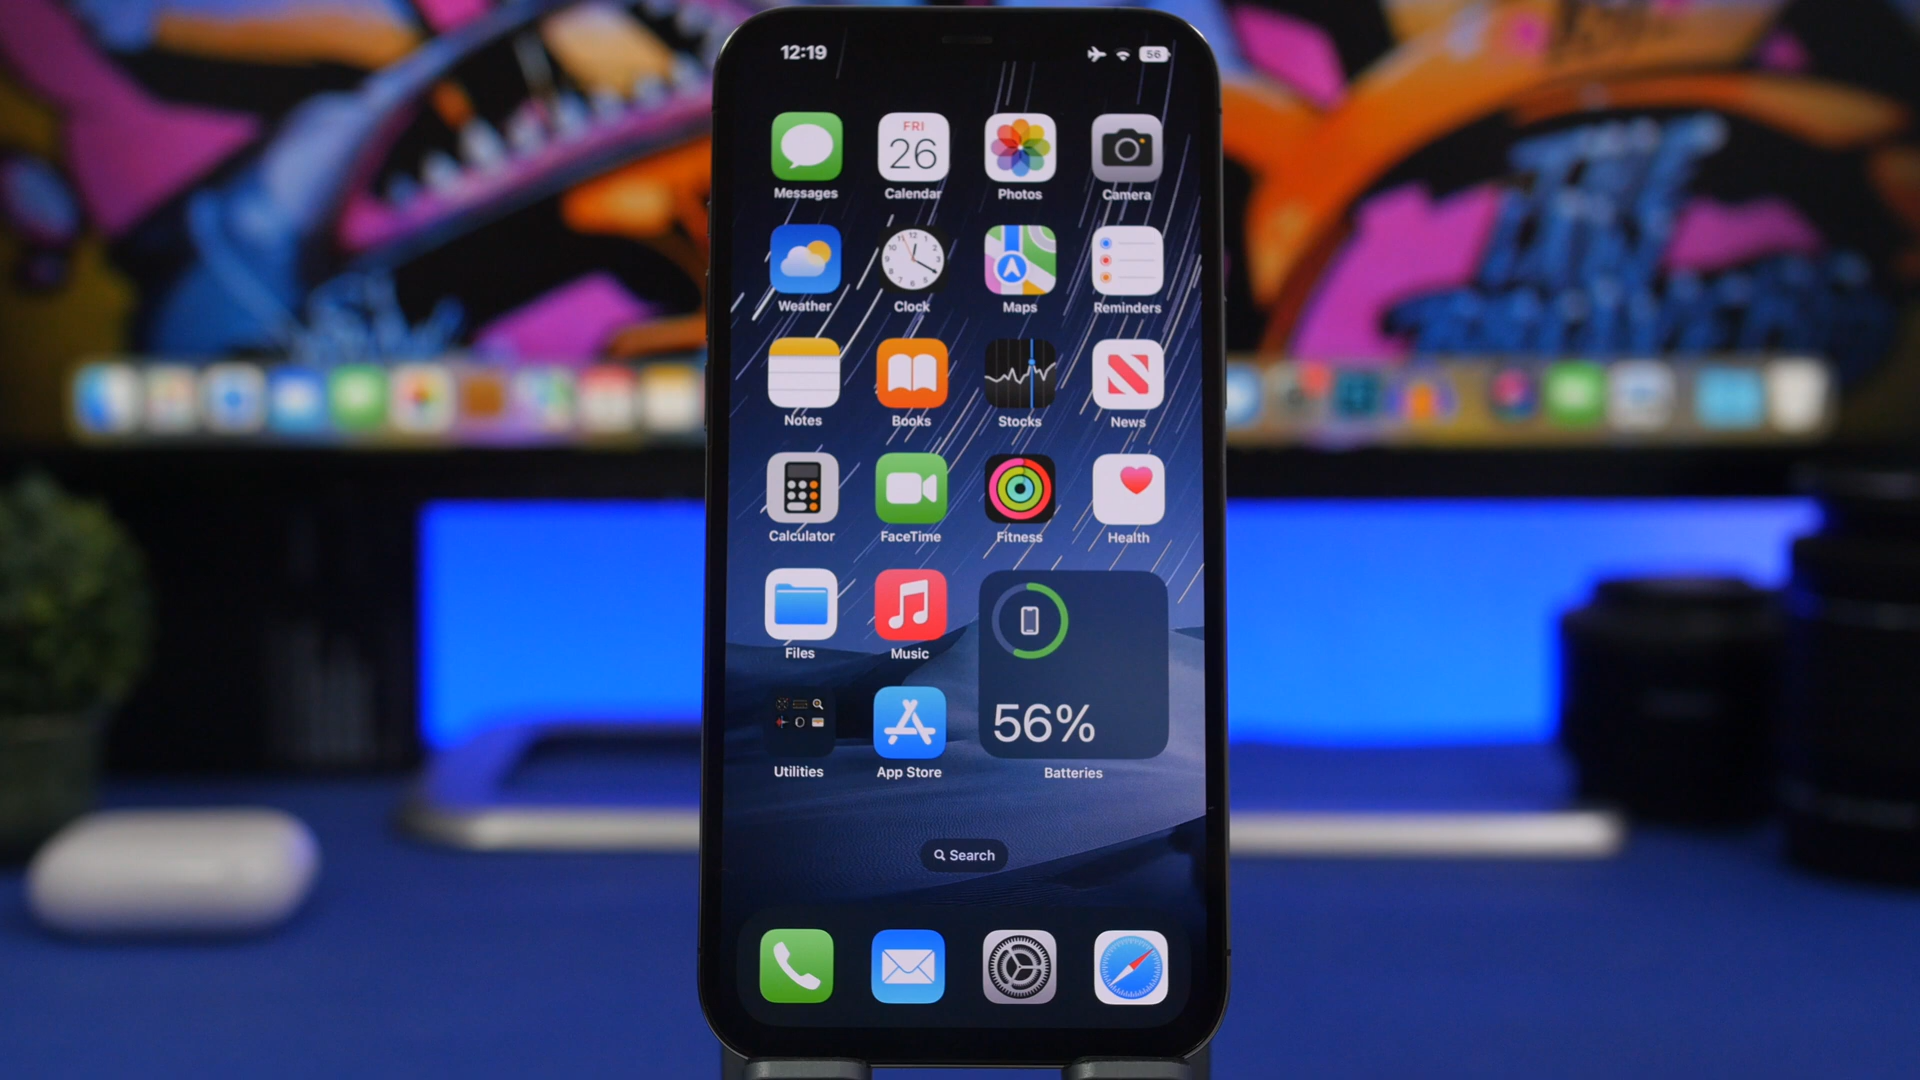 12:19
56
FRI
26
Messages
Calendar
Photos
Camera
Weather
Clock
Maps
Reminders
Notes
Books
Stocks
News
Calculator
FaceTime
Fitness
Health
Files
Music
56%
Utilities
App Store
Batteries
Search